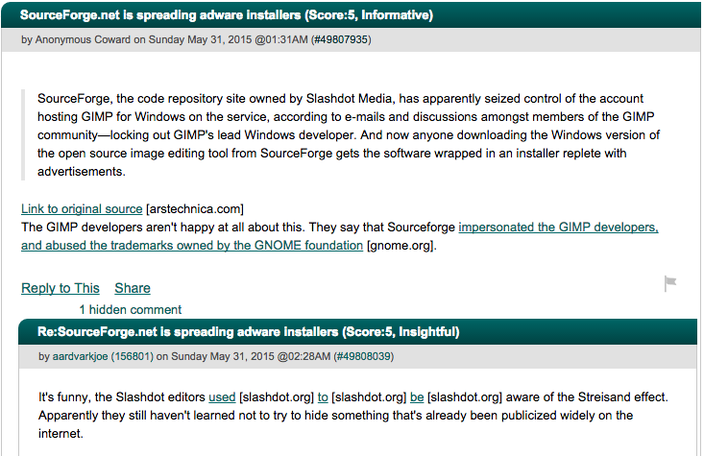 SourceForge.net is spreading adware installers (Score:5, Informative)
by Anonymous Coward on Sunday May 31, 2015 @01:31AM (#49807935)
SourceForge, the code repository site owned by Slashdot Media, has apparently seized control of the account
hosting GIMP for Windows on the service, according to e-mails and discussions amongst members of the GIMP
community—locking out GIMP's lead Windows developer. And now anyone downloading the Windows version of
the open source image editing tool from SourceForge gets the software wrapped in an installer replete with
advertisements.
Link to original source [arstechnica.com]
The GIMP developers aren't happy at all about this. They say that Sourceforge impersonated the GIMP developers,
and abused the trademarks owned by the GNOME foundation [gnome.org].
Reply to This Share
1 hidden comment
Re:SourceForge.net is spreading adware installers (Score:5, Insightful)
by aardvarkjoe (156801) on Sunday May 31, 2015 @02:28AM (#49808039)
It's funny, the Slashdot editors used [slashdot.org] to [slashdot.org] be [slashdot.org] aware of the Streisand effect.
Apparently they still haven't learned not to try to hide something that's already been publicized widely on the
internet.